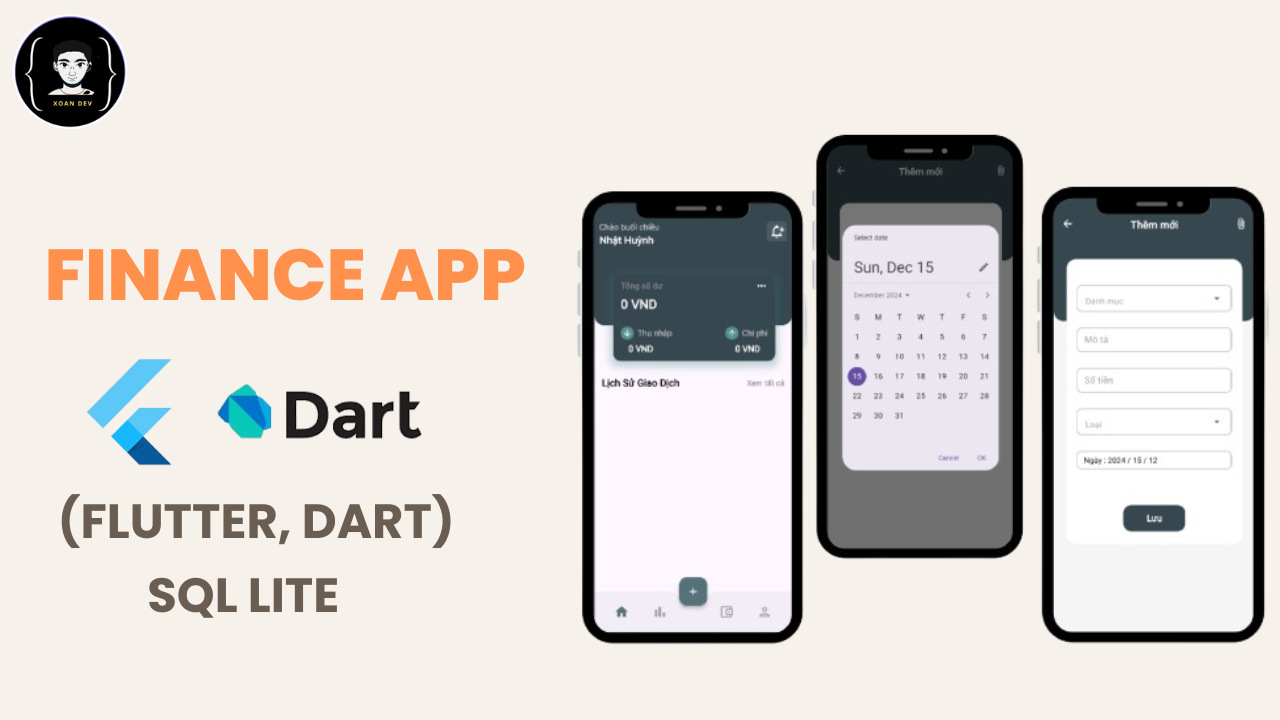 XOAN DEV
FINANCE APP
Dart
(FLUTTER, DART)
SQL LITE
Chào buổi chiều
Nhật Huỳnh
Tổng số dư
0 VND
Thu nhập
Chi phí
0 VND
0 VND
Lịch Sử Giao Dịch
Xem tất cả
Thêm mới
Select date
Sun, Dec 15
December 2024
S M T W T F S
1 2 3 4 5 6 7
8 9 10 11 12 13 14
15 16 17 18 19 20 21
22 23 24 25 26 27 28
29 30 31
Cancel OK
Thêm mới
Danh mục
Mô tả
Số tiền
Loại
Ngày : 2024 / 15 / 12
Lưu